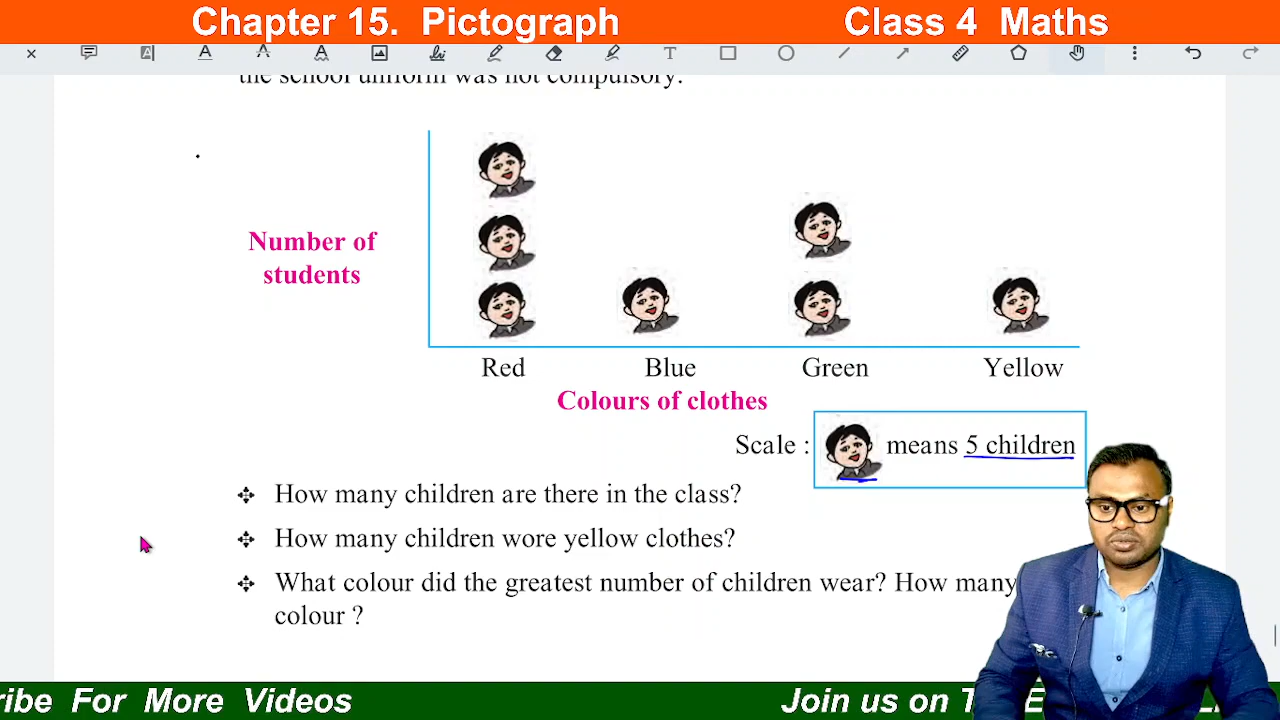 Chapter 15. Pictograph Class 4 Maths
the school uniform was not compulsory.
Number of
students
Red Blue Green Yellow
Colours of clothes
Scale : means 5 children
How many children are there in the class?
How many children wore yellow clothes?
What colour did the greatest number of children wear? How many
colour ?
For More Videos Join us on